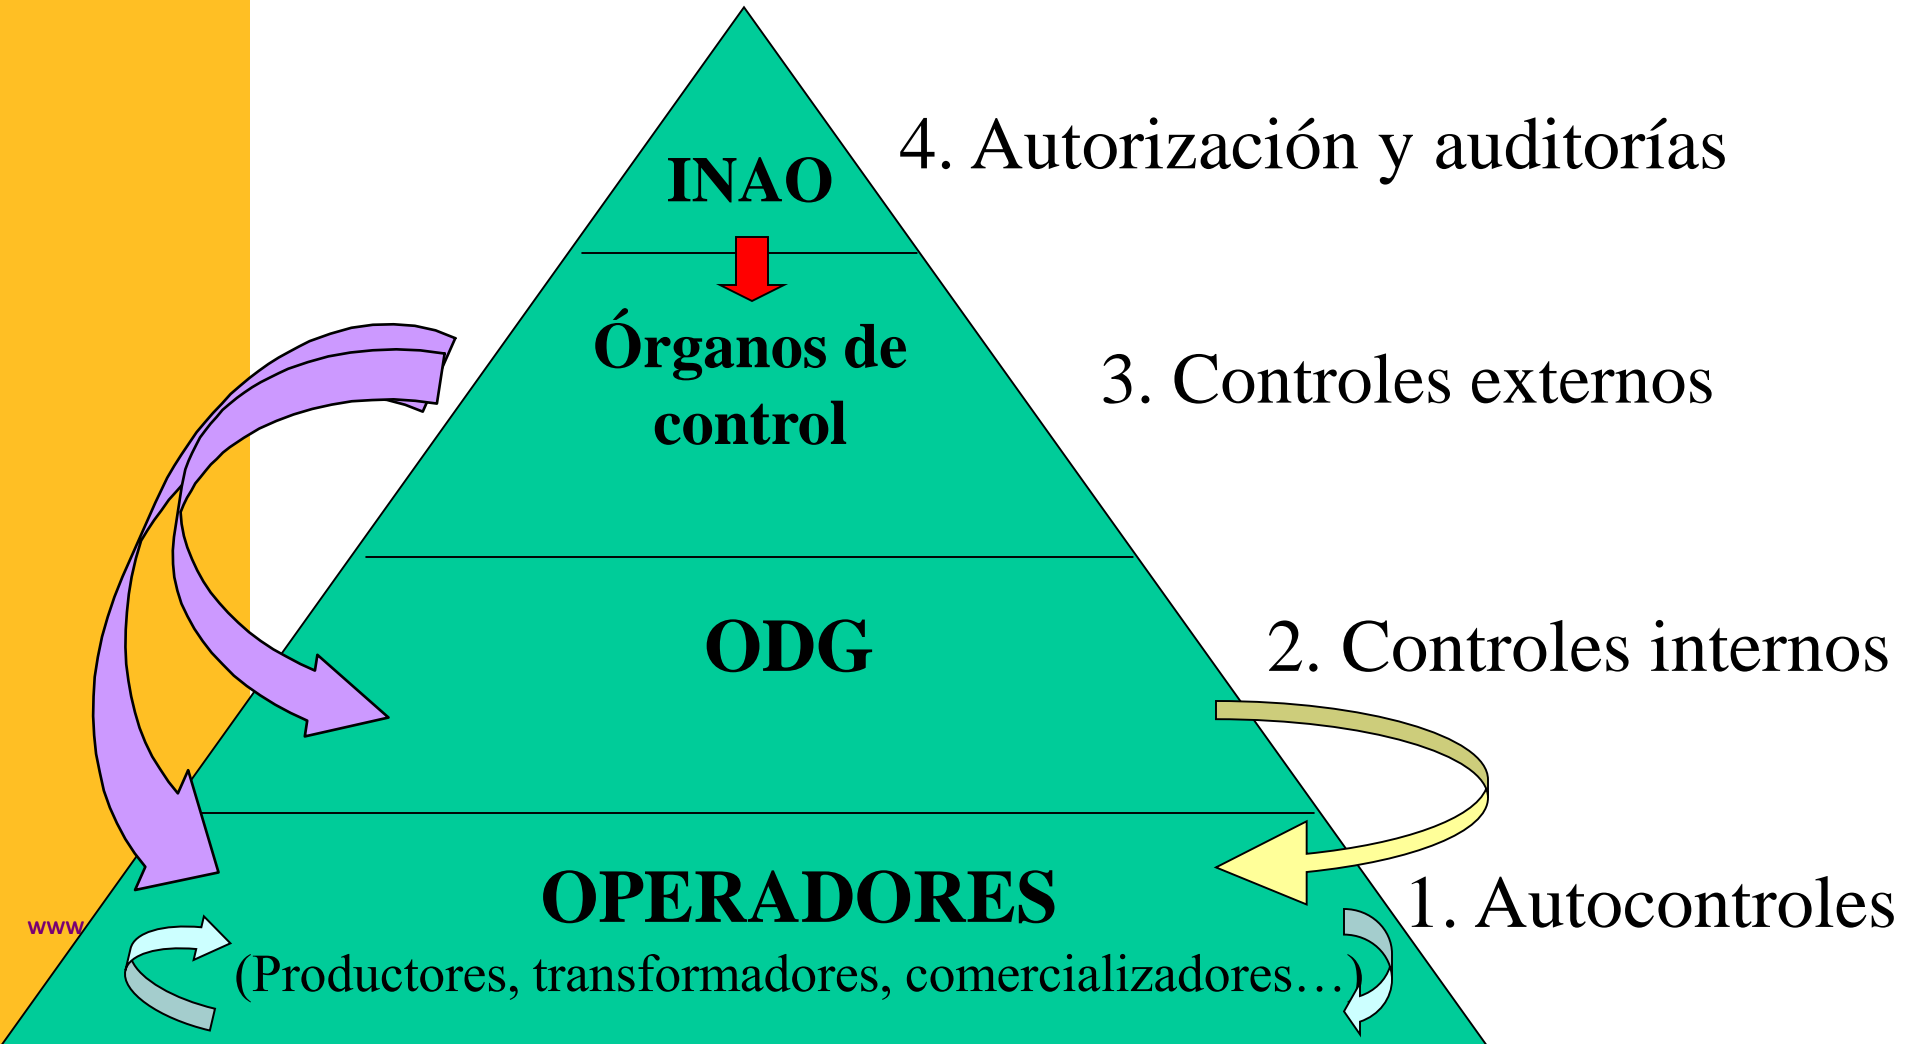 INAO
4. Autorización y auditorías
Órganos de
control
3. Controles externos
ODG
2. Controles internos
OPERADORES
(Productores, transformadores, comercializadores…)
1. Autocontroles
www